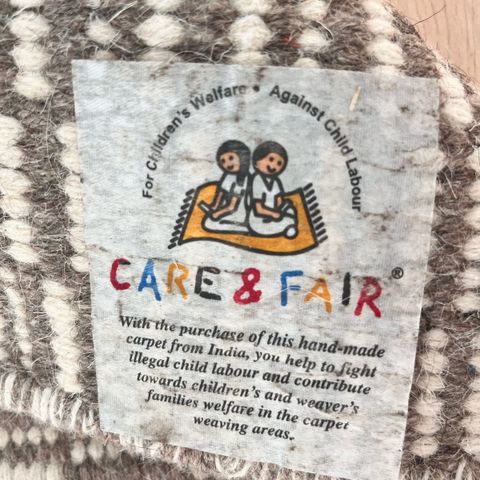 For Children's Welfare • Against Child Labour
CARE & FAIR®
With the purchase of this hand-made
carpet from India, you help to fight
illegal child labour and contribute
towards children's and weaver's
families welfare in the carpet
weaving areas.